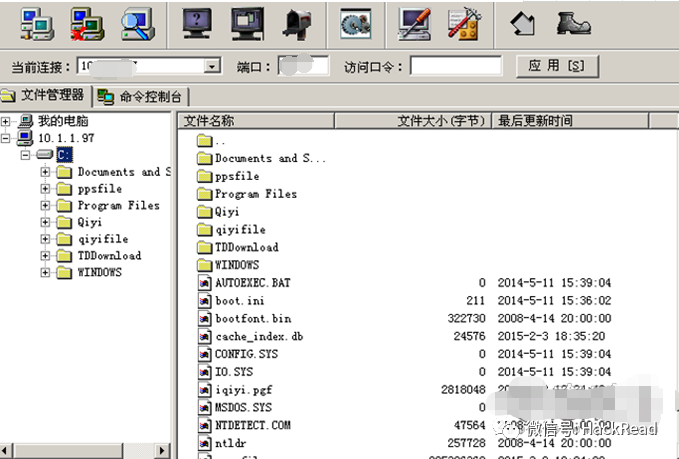 当前连接: 端口: 访问口令: 应 用 [S]
文件管理器 命令控制台
我的电脑
10.1.1.97
C:
Documents and S
ppsfile
Program Files
Qiyi
qiyifile
TDDownload
WINDOWS
文件名称 文件大小(字节) 最后更新时间
..
Documents and S...
ppsfile
Program Files
Qiyi
qiyifile
TDDownload
WINDOWS
AUTOEXEC.BAT 0 2014-5-11 15:39:04
boot.ini 211 2014-5-11 15:36:02
bootfont.bin 322730 2008-4-14 20:00:00
cache_index.db 24576 2015-2-3 18:35:20
CONFIG.SYS 0 2014-5-11 15:39:04
IO.SYS 0 2014-5-11 15:39:04
iqiyi.pgf 2818048
MSDOS.SYS 0
NTDETECT.COM 47564
ntldr 257728 2008-4-14 20:00:00
微信号: HackRead